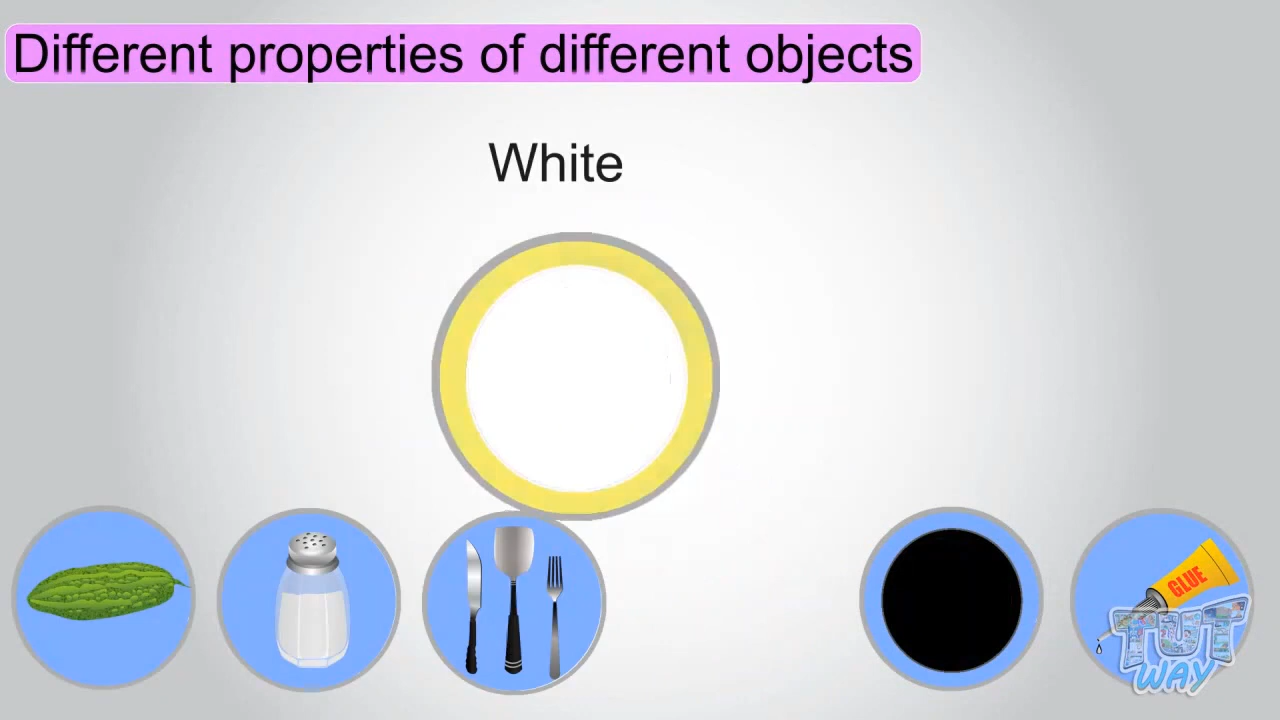 Different properties of different objects
White
GLUE
TUT
WAY